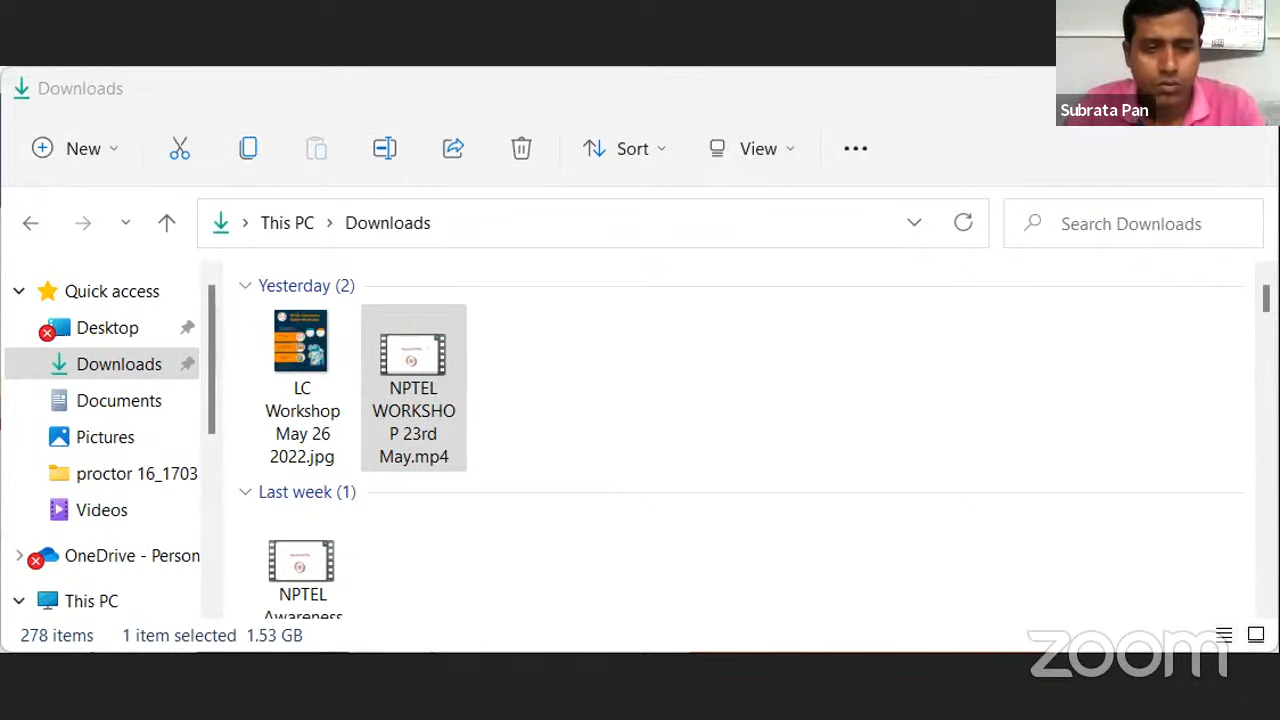 Downloads
Subrata Pan
New
Sort
View
This PC
Downloads
Search Downloads
Quick access
Desktop
Downloads
Documents
Pictures
proctor 16_1703
Videos
OneDrive - Person
This PC
Yesterday (2)
LC
Workshop
May 26
2022.jpg
NPTEL
WORKSHO
P 23rd
May.mp4
Last week (1)
NPTEL
Awareness
278 items
1 item selected
1.53 GB
zoom